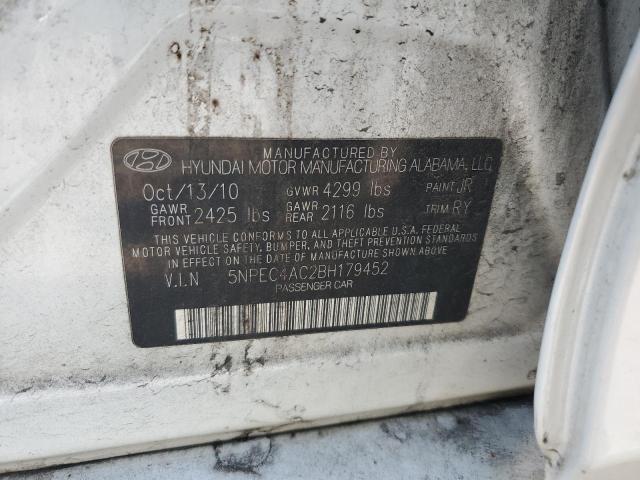 MANUFACTURED BY
HYUNDAI MOTOR MANUFACTURING ALABAMA, LLC
Oct/13/10 GVWR 4299 lbs PAINT JR
GAWR FRONT 2425 lbs GAWR REAR 2116 lbs TRIM RY
THIS VEHICLE CONFORMS TO ALL APPLICABLE U.S.A. FEDERAL
MOTOR VEHICLE SAFETY, BUMPER, AND THEFT PREVENTION STANDARDS
IN EFFECT ON THE DATE OF MANUFACTURE SHOWN ABOVE
V.I.N 5NPEC4AC2BH179452
PASSENGER CAR